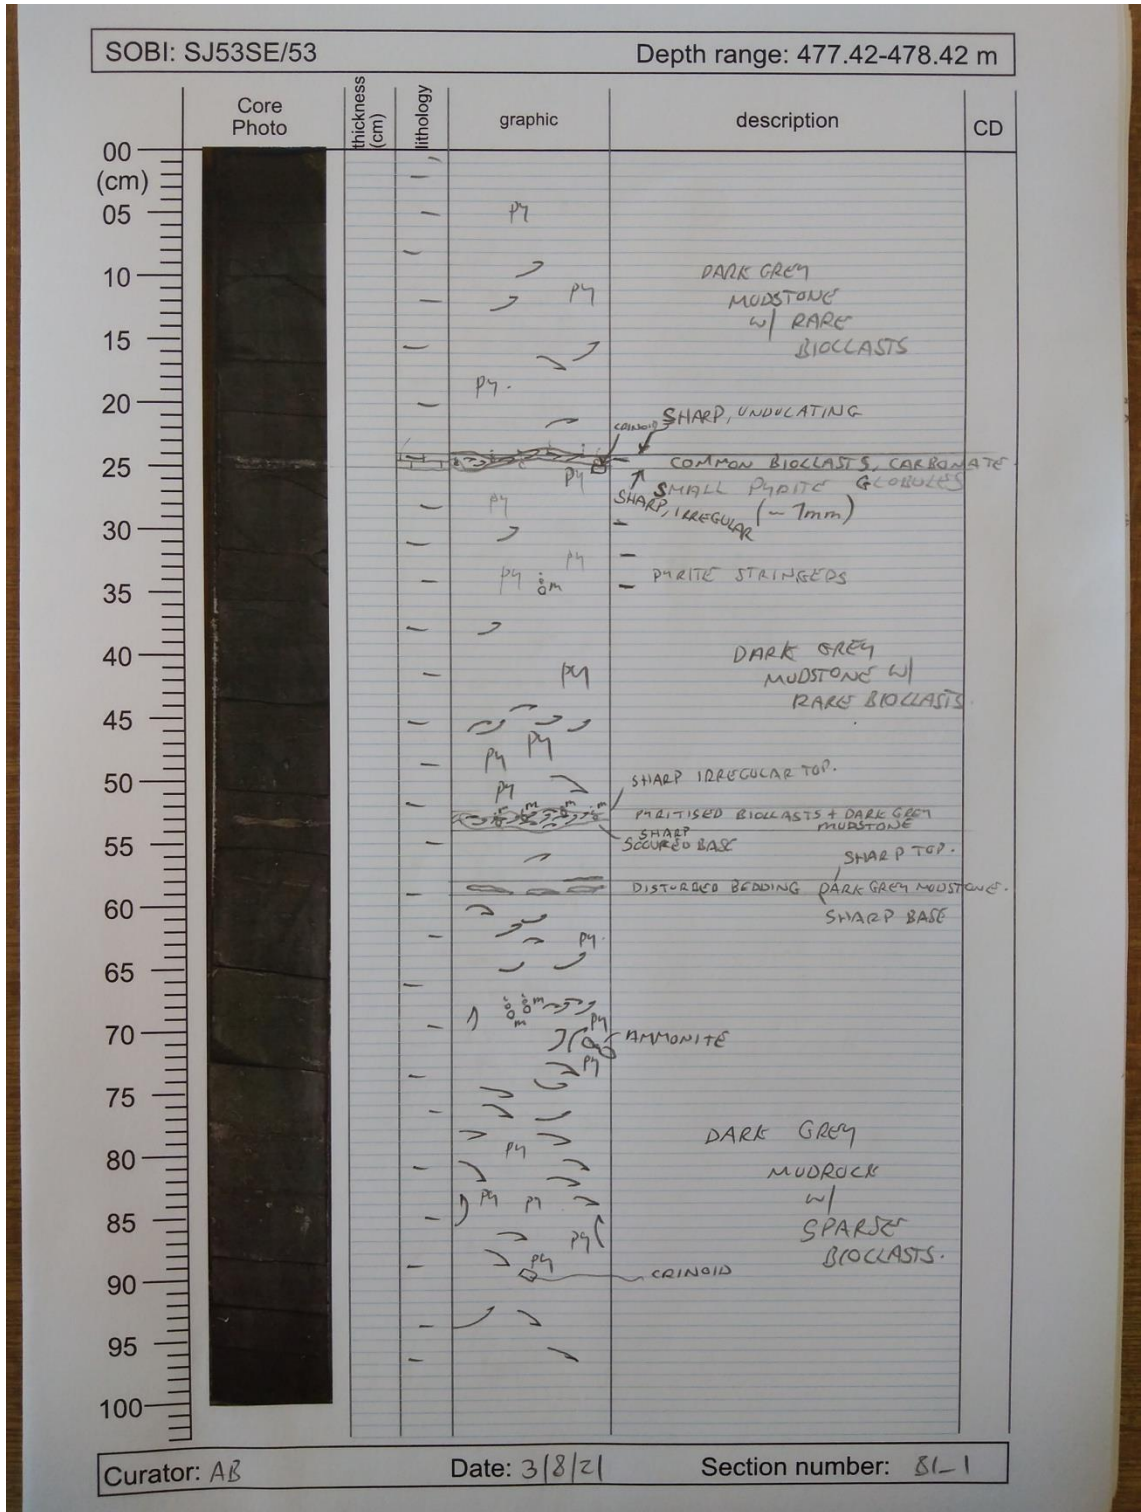 SOBI: SJ53SE/53
Depth range: 477.42-478.42 m
Core
Photo
thickness
(cm)
lithology
graphic
description
CD
00
(cm)
05
py
10
py
DARK GREY
MUDSTONE
w/ RARE
BIOCLASTS
15
py.
20
CRINOID
SHARP, UNDULATING
25
COMMON BIOCLASTS, CARBONATE
py
SMALL PYRITE GLOBULES
(~1mm)
SHARP, IRREGULAR
py
30
py
py
m
PYRITE STRINGERS
35
40
py
DARK GREY
MUDSTONE w/
RARE BIOCLASTS
45
py
py
50
py
SHARP IRREGULAR TOP.
m
m
m
m
PYRITISED BIOCLASTS + DARK GREY
MUDSTONE
SHARP
SCOURED BASE
55
SHARP TOP.
DISTURBED BEDDING DARK GREY MUDSTONE.
60
SHARP BASE
py.
65
m
m
py
70
AMMONITE
py
75
py
DARK GREY
MUDROCK
w/
SPARSE
BIOCLASTS.
80
py
py
85
py
py
90
CRINOID
95
100
Curator: AB
Date: 3/8/21
Section number: 81_1